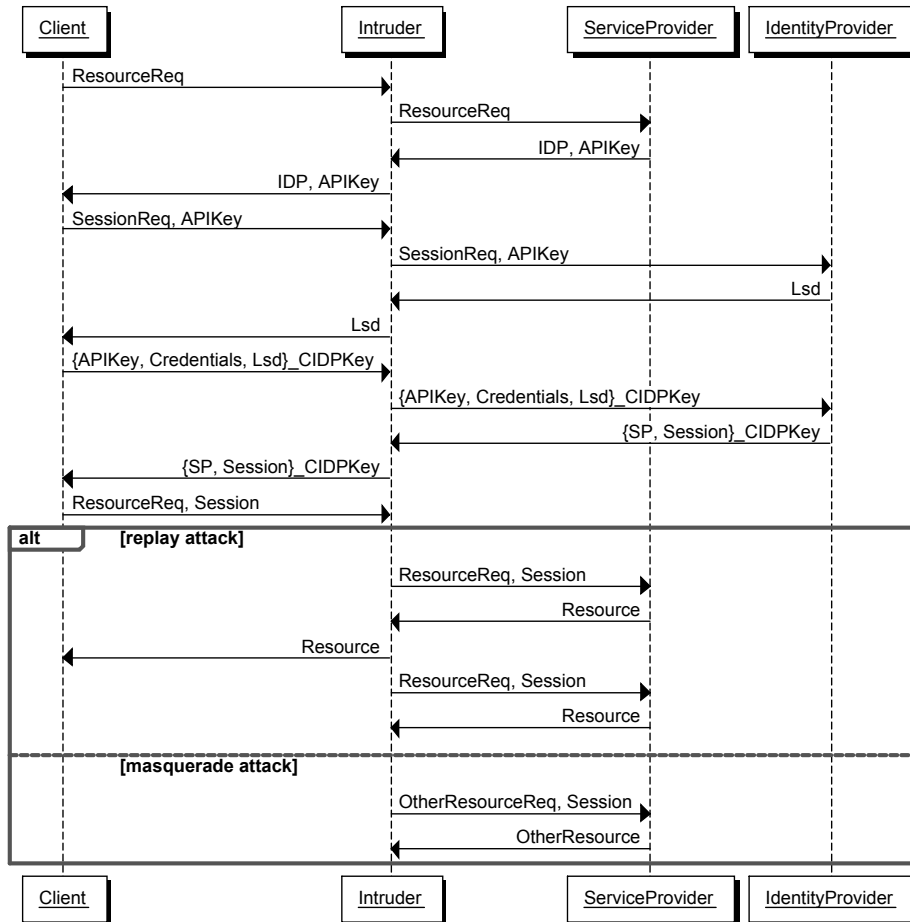 Client Intruder ServiceProvider IdentityProvider
ResourceReq
ResourceReq
IDP, APIKey
IDP, APIKey
SessionReq, APIKey
SessionReq, APIKey
Lsd
Lsd
{APIKey, Credentials, Lsd}_CIDPKey
{APIKey, Credentials, Lsd}_CIDPKey
{SP, Session}_CIDPKey
{SP, Session}_CIDPKey
ResourceReq, Session
alt [replay attack]
ResourceReq, Session
Resource
Resource
ResourceReq, Session
Resource
[masquerade attack]
OtherResourceReq, Session
OtherResource
Client Intruder ServiceProvider IdentityProvider